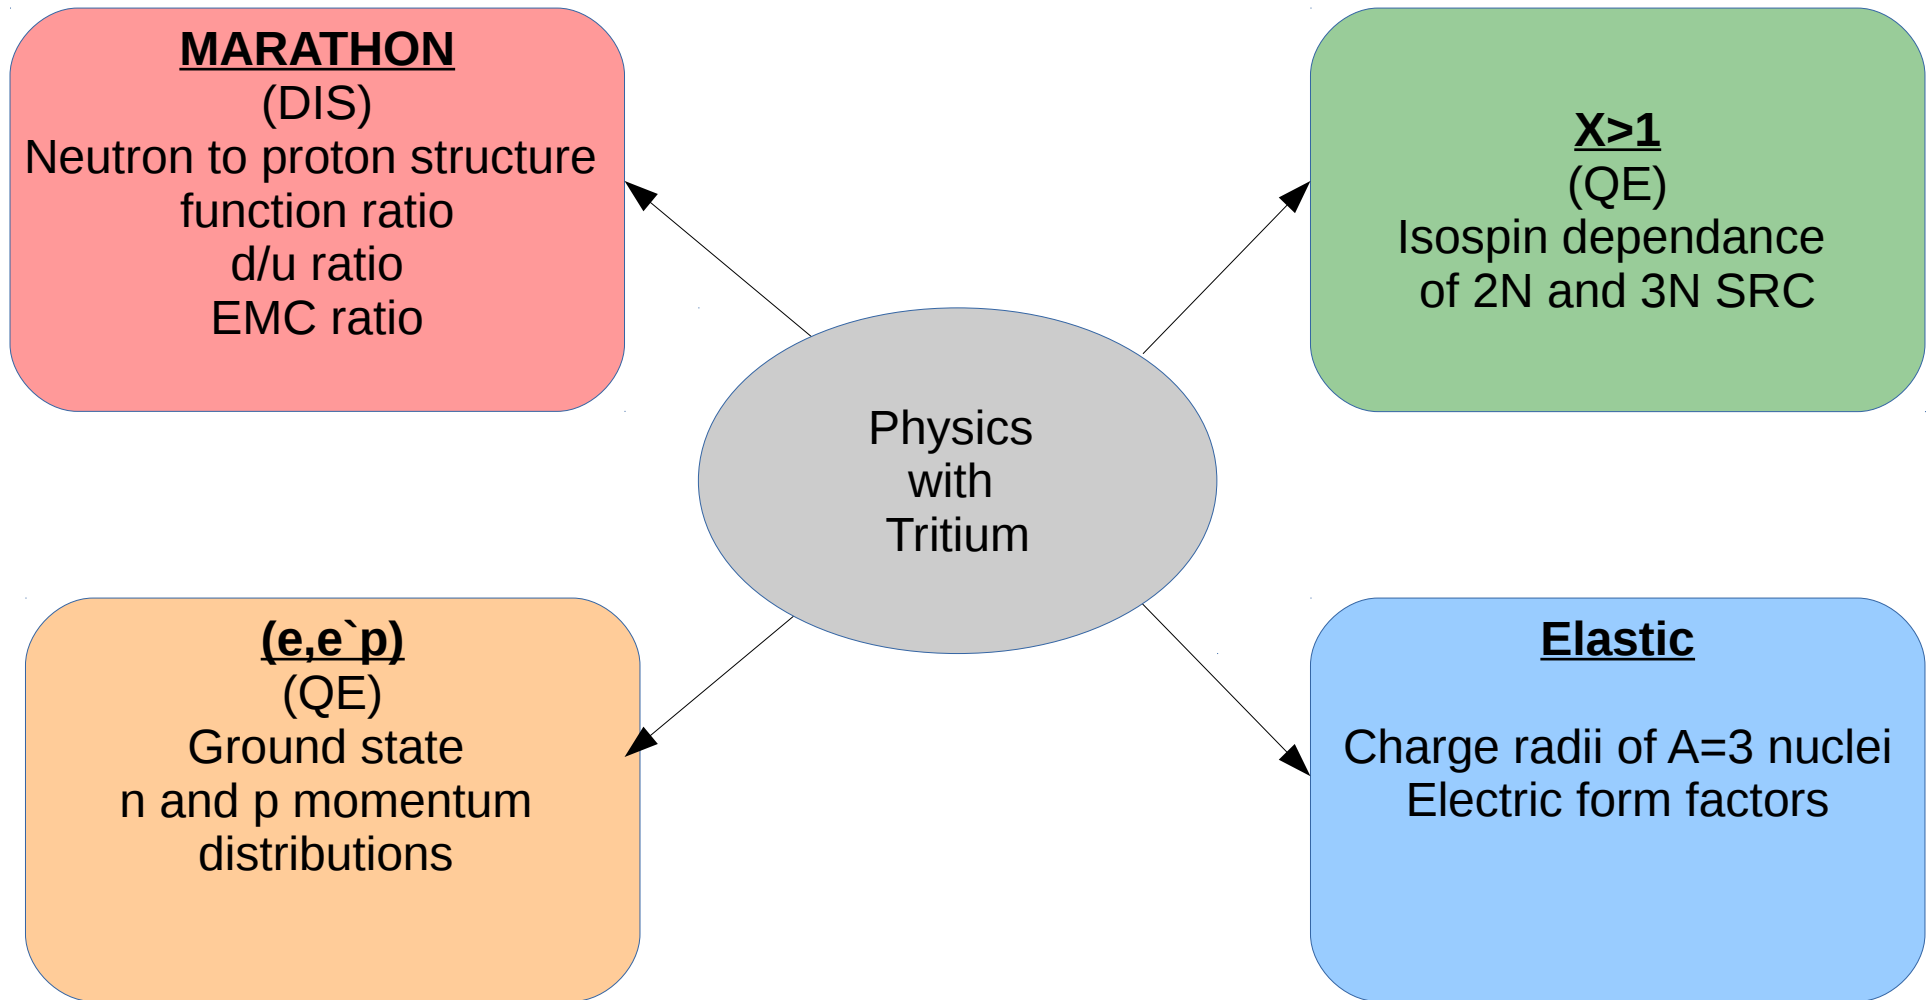 MARATHON
(DIS)
Neutron to proton structure
function ratio
d/u ratio
EMC ratio
X>1
(QE)
Isospin dependance
of 2N and 3N SRC
Physics
with
Tritium
(e,e`p)
(QE)
Ground state
n and p momentum
distributions
Elastic
Charge radii of A=3 nuclei
Electric form factors